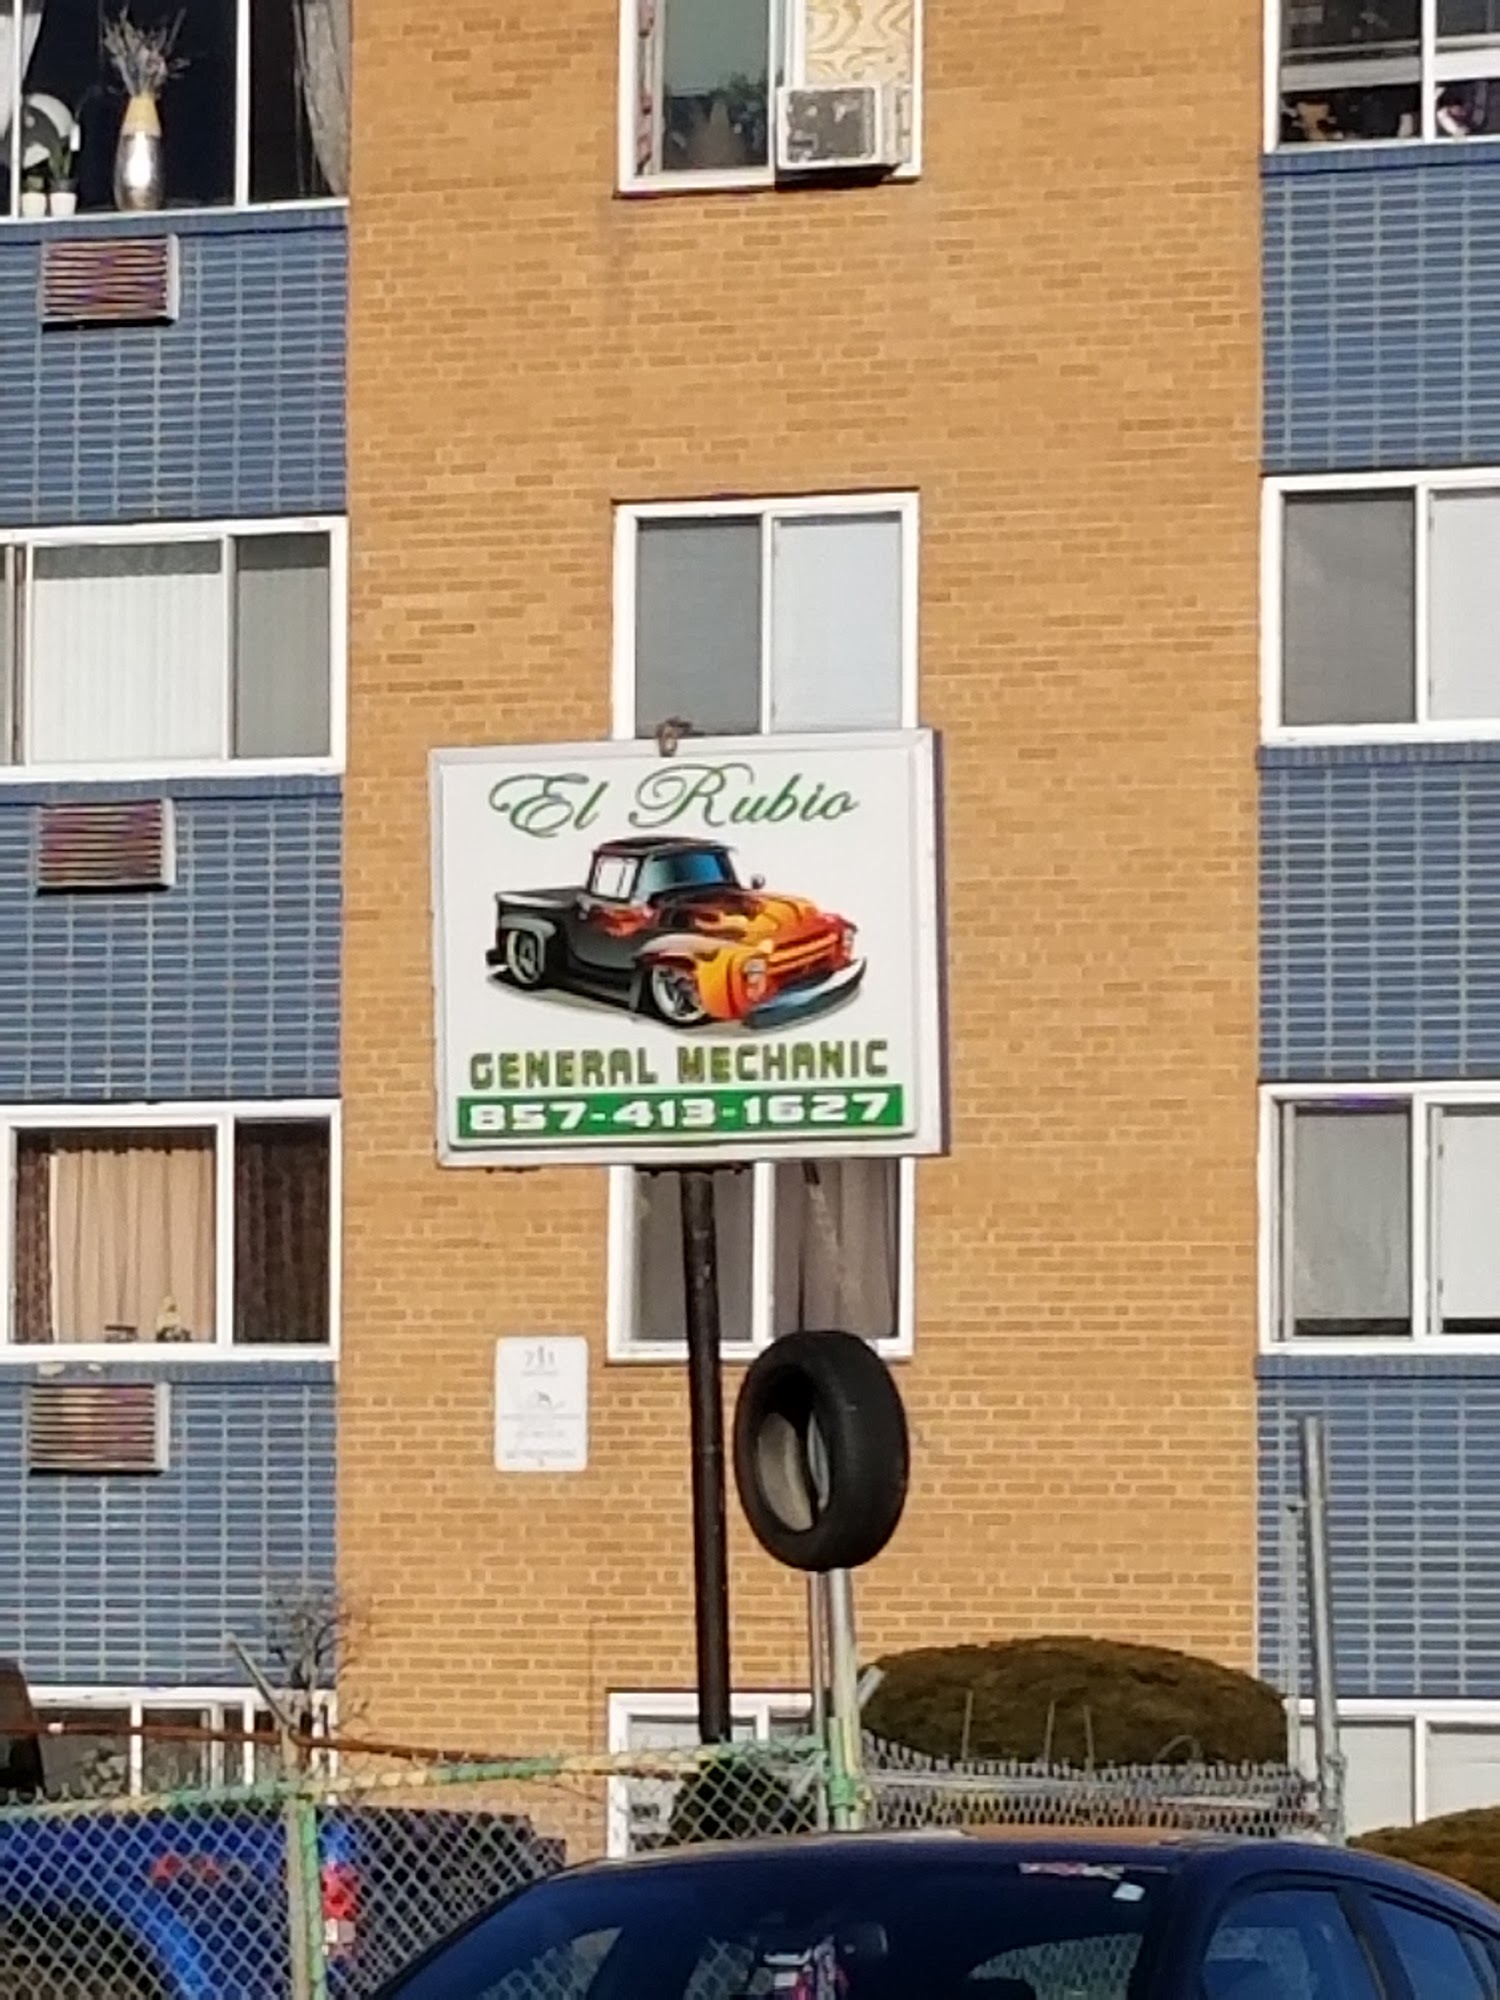 El Rubio
GENERAL MECHANIC
857-413-1627